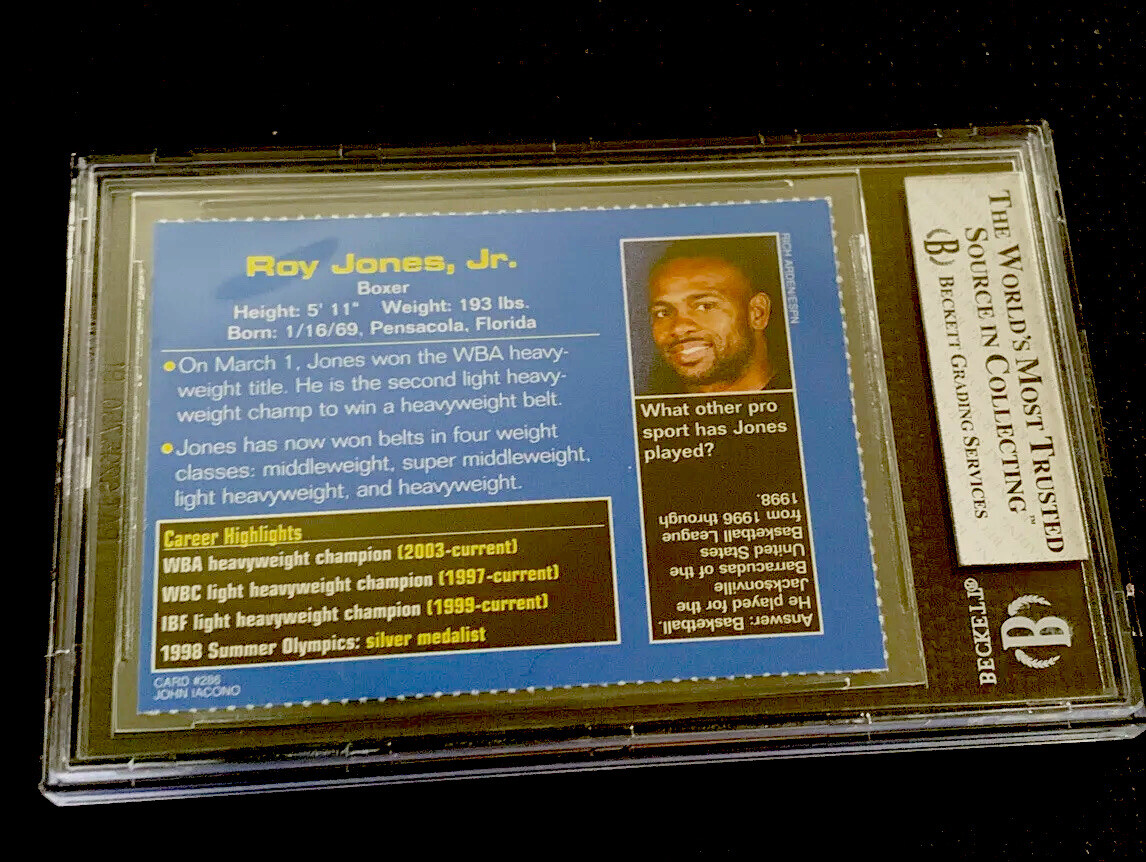 Roy Jones, Jr.
Boxer
Height: 5' 11" Weight: 193 lbs.
Born: 1/16/69, Pensacola, Florida
On March 1, Jones won the WBA heavy-
weight title. He is the second light heavy-
weight champ to win a heavyweight belt.
Jones has now won belts in four weight
classes: middleweight, super middleweight,
light heavyweight, and heavyweight.
Career Highlights
WBA heavyweight champion (2003-current)
WBC light heavyweight champion (1997-current)
IBF light heavyweight champion (1999-current)
1998 Summer Olympics: silver medalist
CARD #286
JOHN IACONO
RICH ARDEN/ESPN
What other pro
sport has Jones
played?
Answer: Basketball.
He played for the
Jacksonville
Barracudas of the
United States
Basketball League
from 1996 through
1998.
THE WORLD'S MOST TRUSTED
SOURCE IN COLLECTING™
B BECKETT GRADING SERVICES
BECKETT®
B